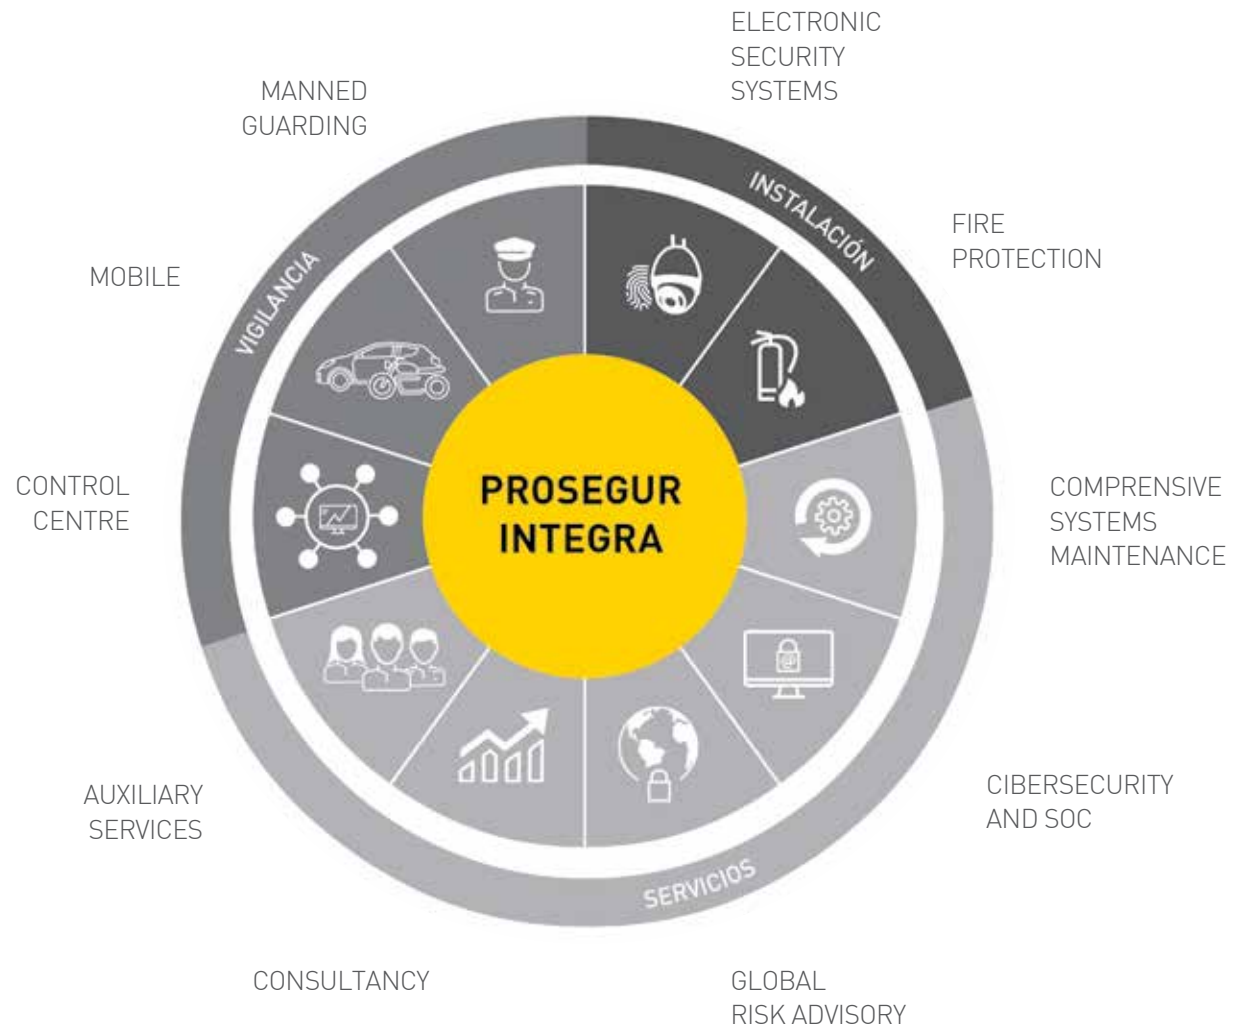 ELECTRONIC
SECURITY
SYSTEMS
MANNED
GUARDING
INSTALACIÓN
FIRE
PROTECTION
MOBILE
VIGILANCIA
PROSEGUR
INTEGRA
CONTROL
CENTRE
COMPRENSIVE
SYSTEMS
MAINTENANCE
@
AUXILIARY
SERVICES
CIBERSECURITY
AND SOC
SERVICIOS
CONSULTANCY
GLOBAL
RISK ADVISORY